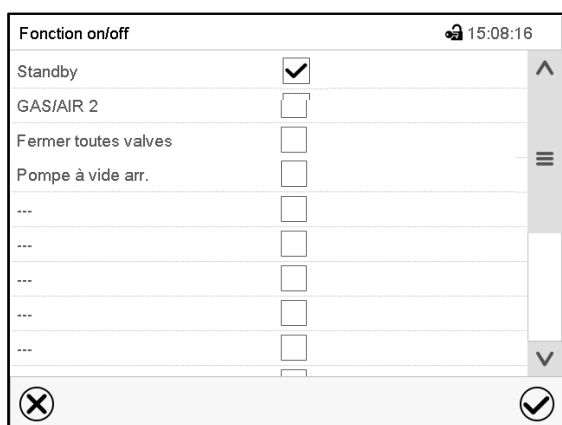 Fonction on/off 15:08:16
Standby
GAS/AIR 2
Fermer toutes valves
Pompe à vide arr.
---
---
---
---
---